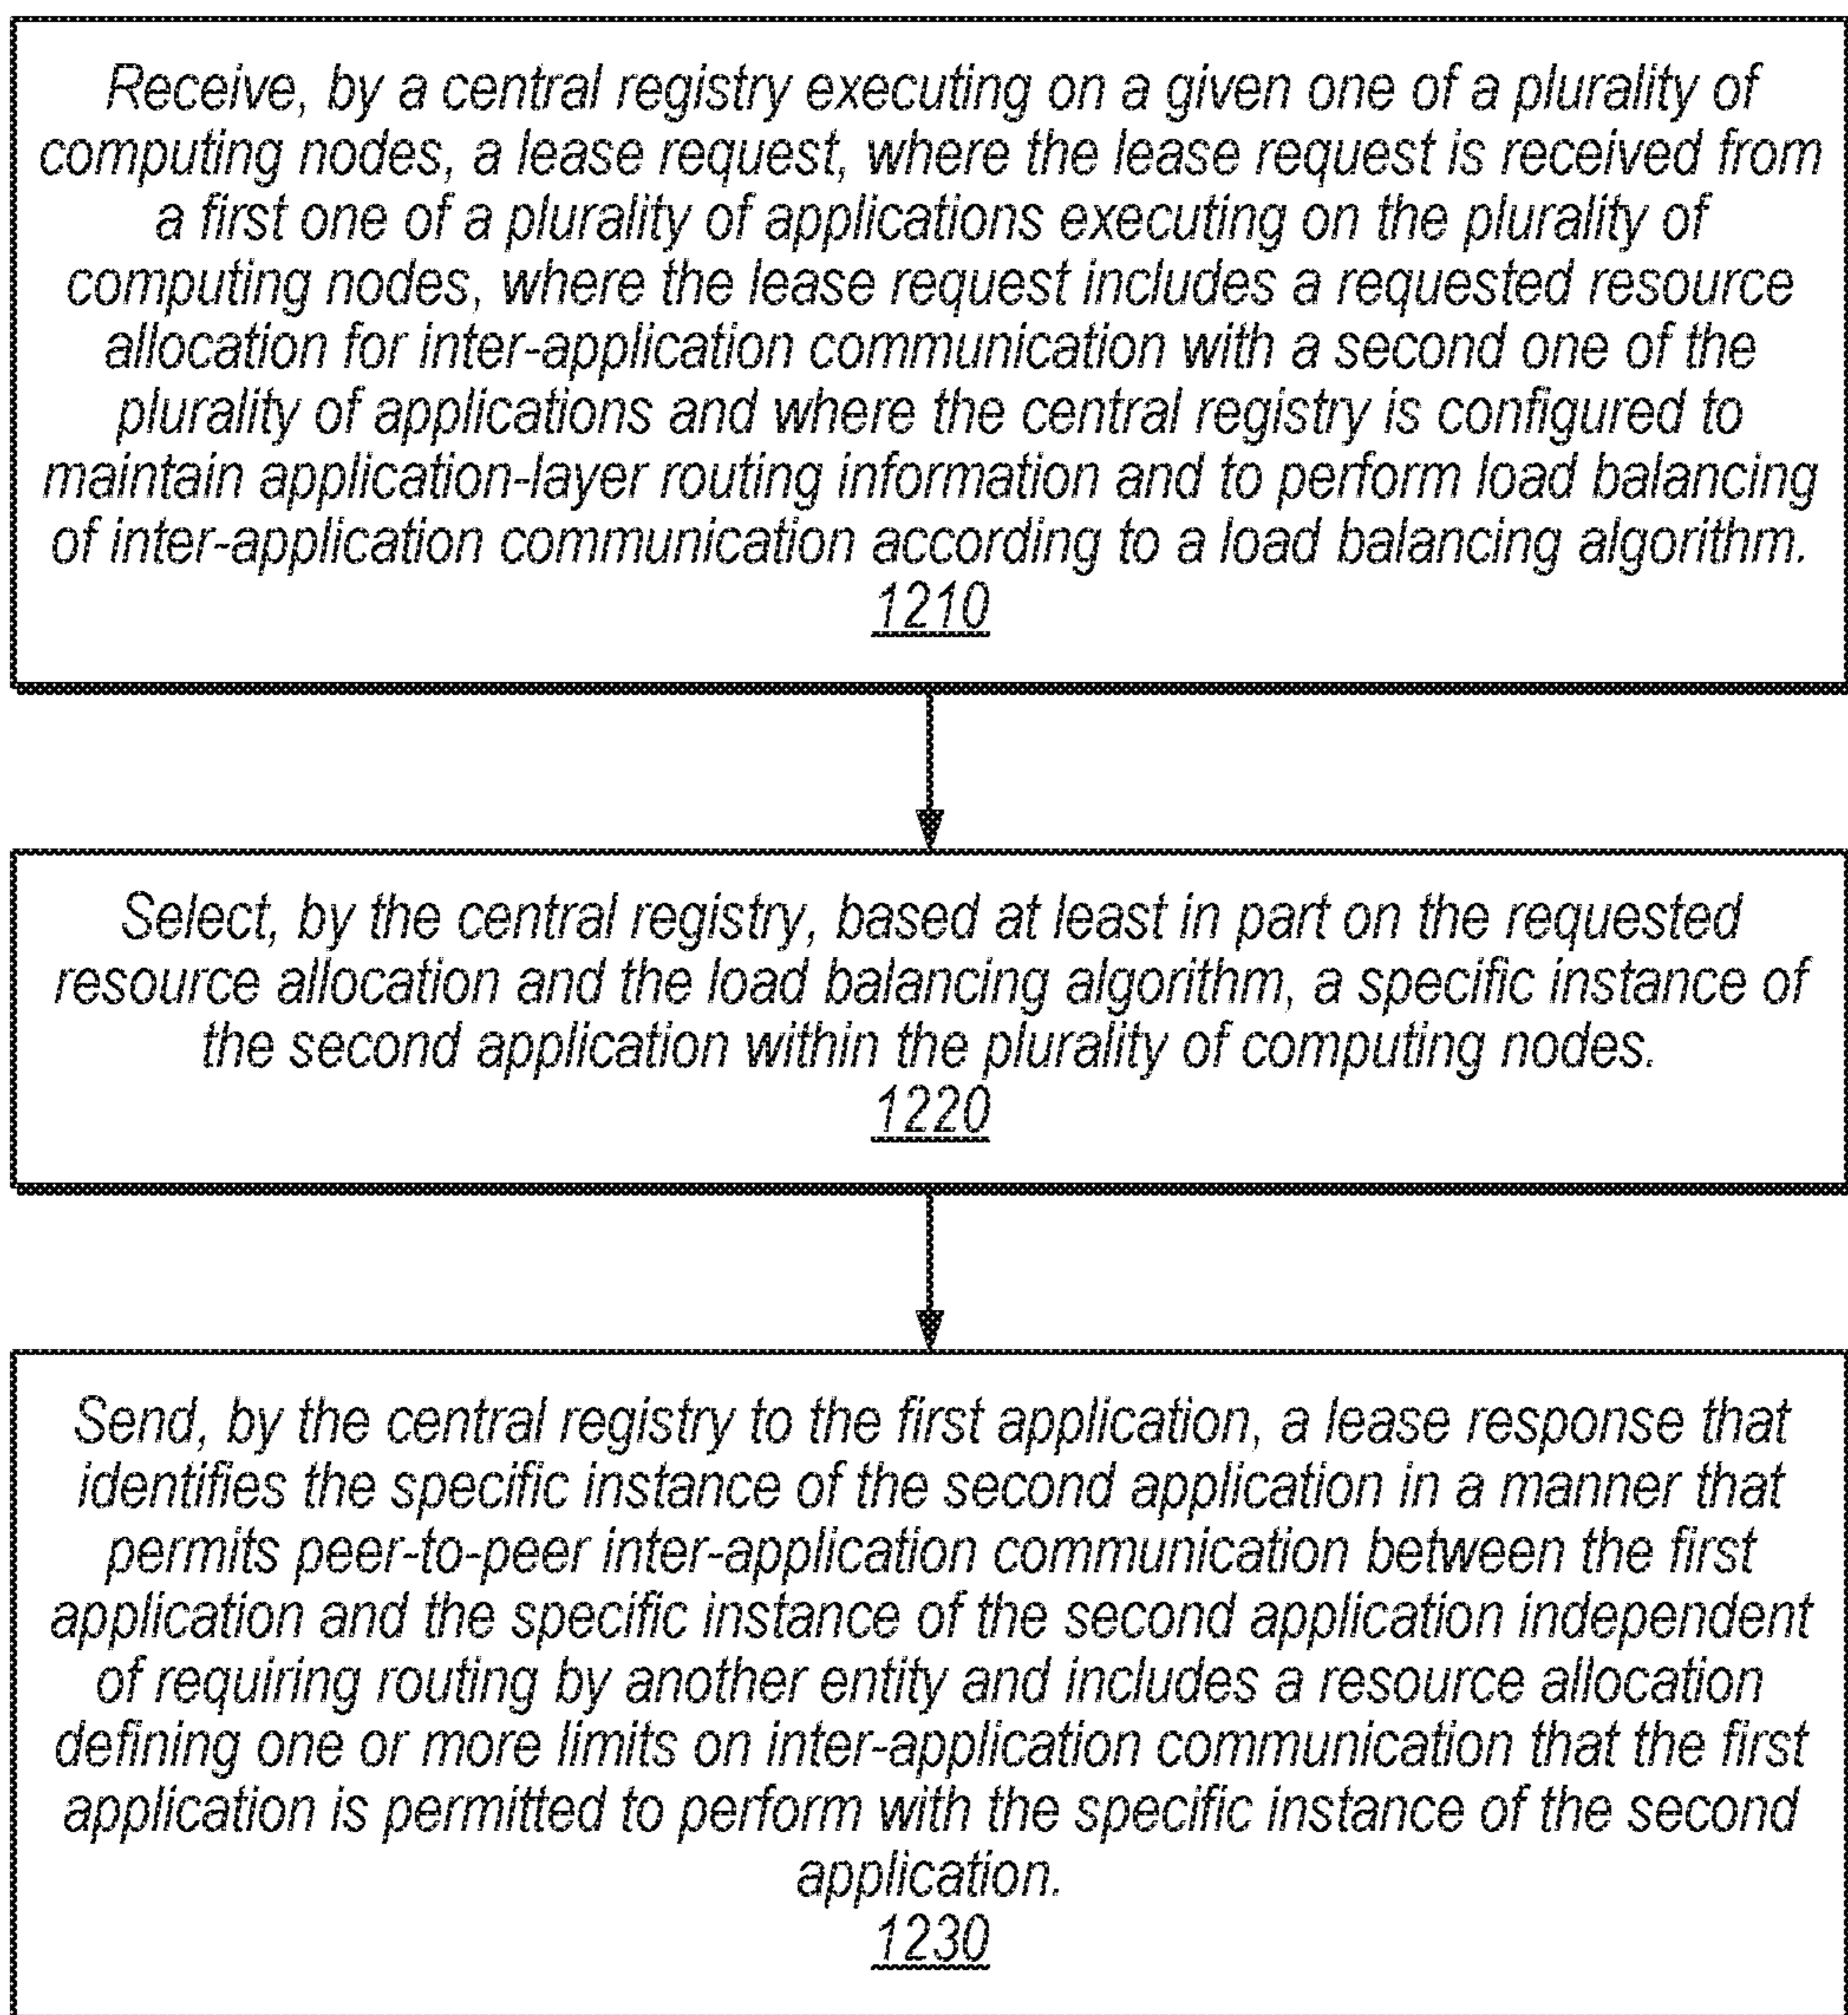 Receive, by a central registry executing on a given one of a plurality of
computing nodes, a lease request, where the lease request is received from
a first one of a plurality of applications executing on the plurality of
computing nodes, where the lease request includes a requested resource
allocation for inter-application communication with a second one of the
plurality of applications and where the central registry is configured to
maintain application-layer routing information and to perform load balancing
of inter-application communication according to a load balancing algorithm.
1210
Select, by the central registry, based at least in part on the requested
resource allocation and the load balancing algorithm, a specific instance of
the second application within the plurality of computing nodes.
1220
Send, by the central registry to the first application, a lease response that
identifies the specific instance of the second application in a manner that
permits peer-to-peer inter-application communication between the first
application and the specific instance of the second application independent
of requiring routing by another entity and includes a resource allocation
defining one or more limits on inter-application communication that the first
application is permitted to perform with the specific instance of the second
application.
1230